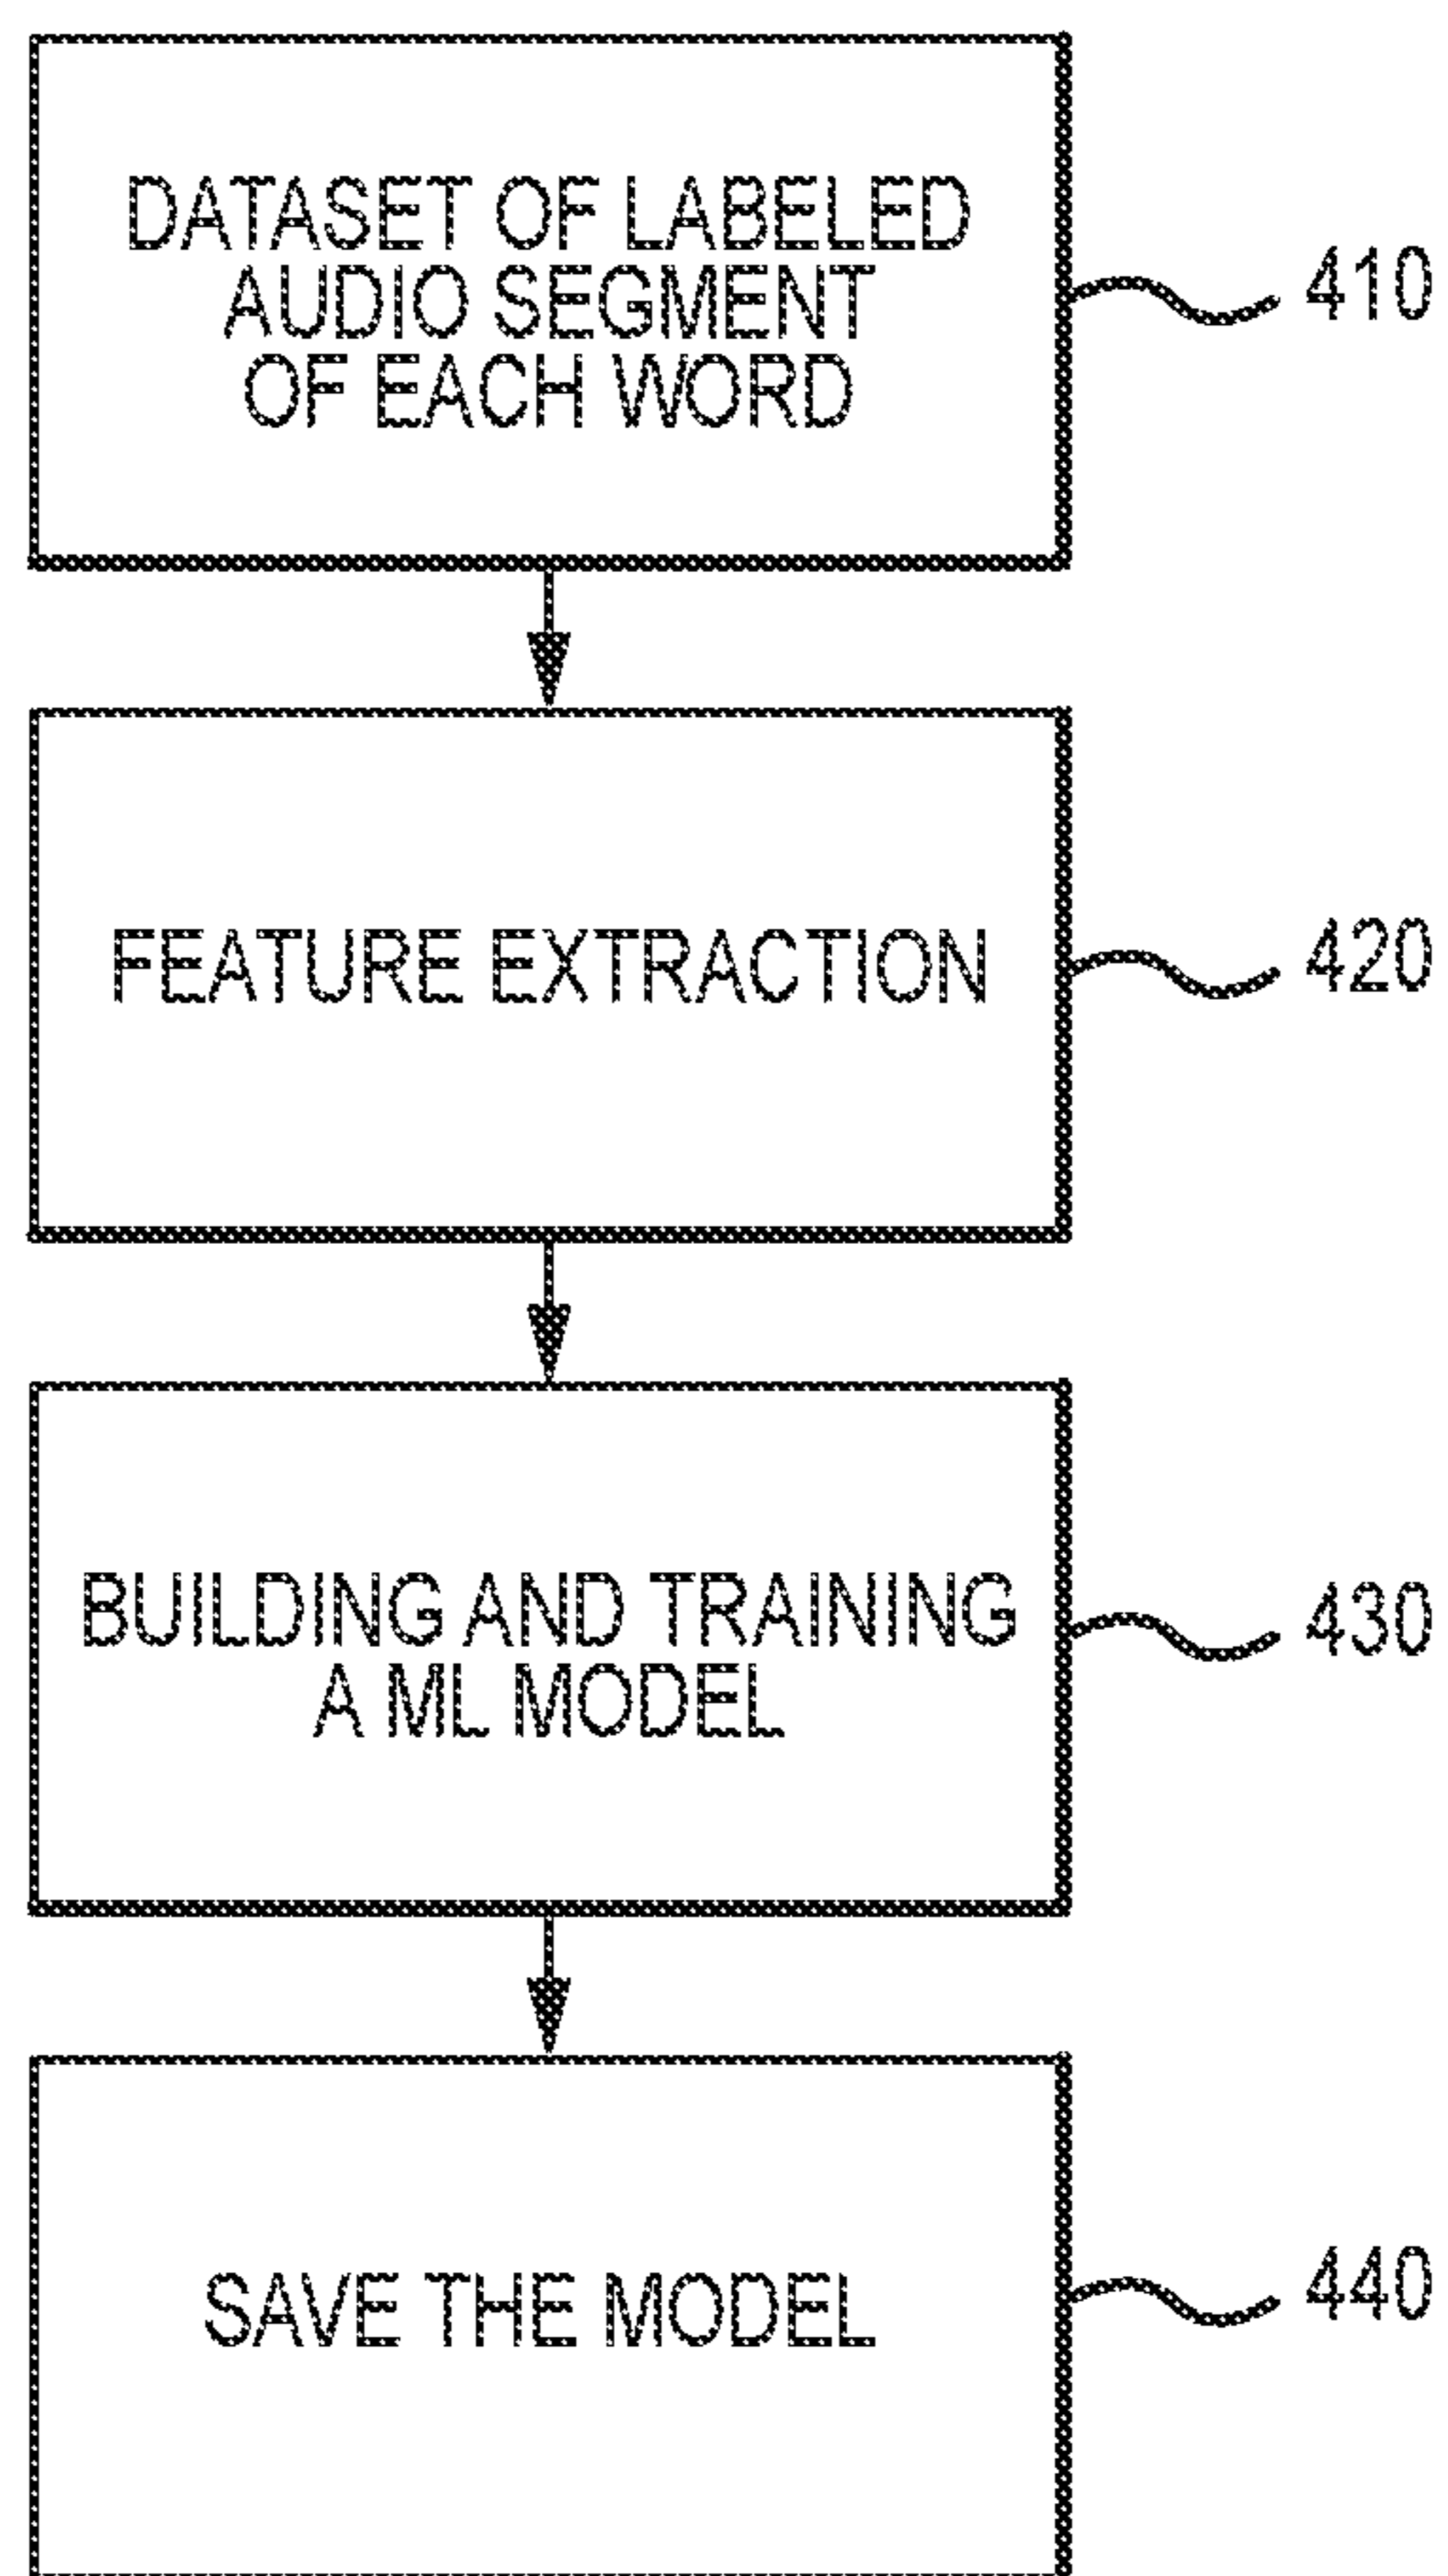 DATASET OF LABELED
AUDIO SEGMENT
OF EACH WORD
410
FEATURE EXTRACTION
420
BUILDING AND TRAINING
A ML MODEL
430
SAVE THE MODEL
440